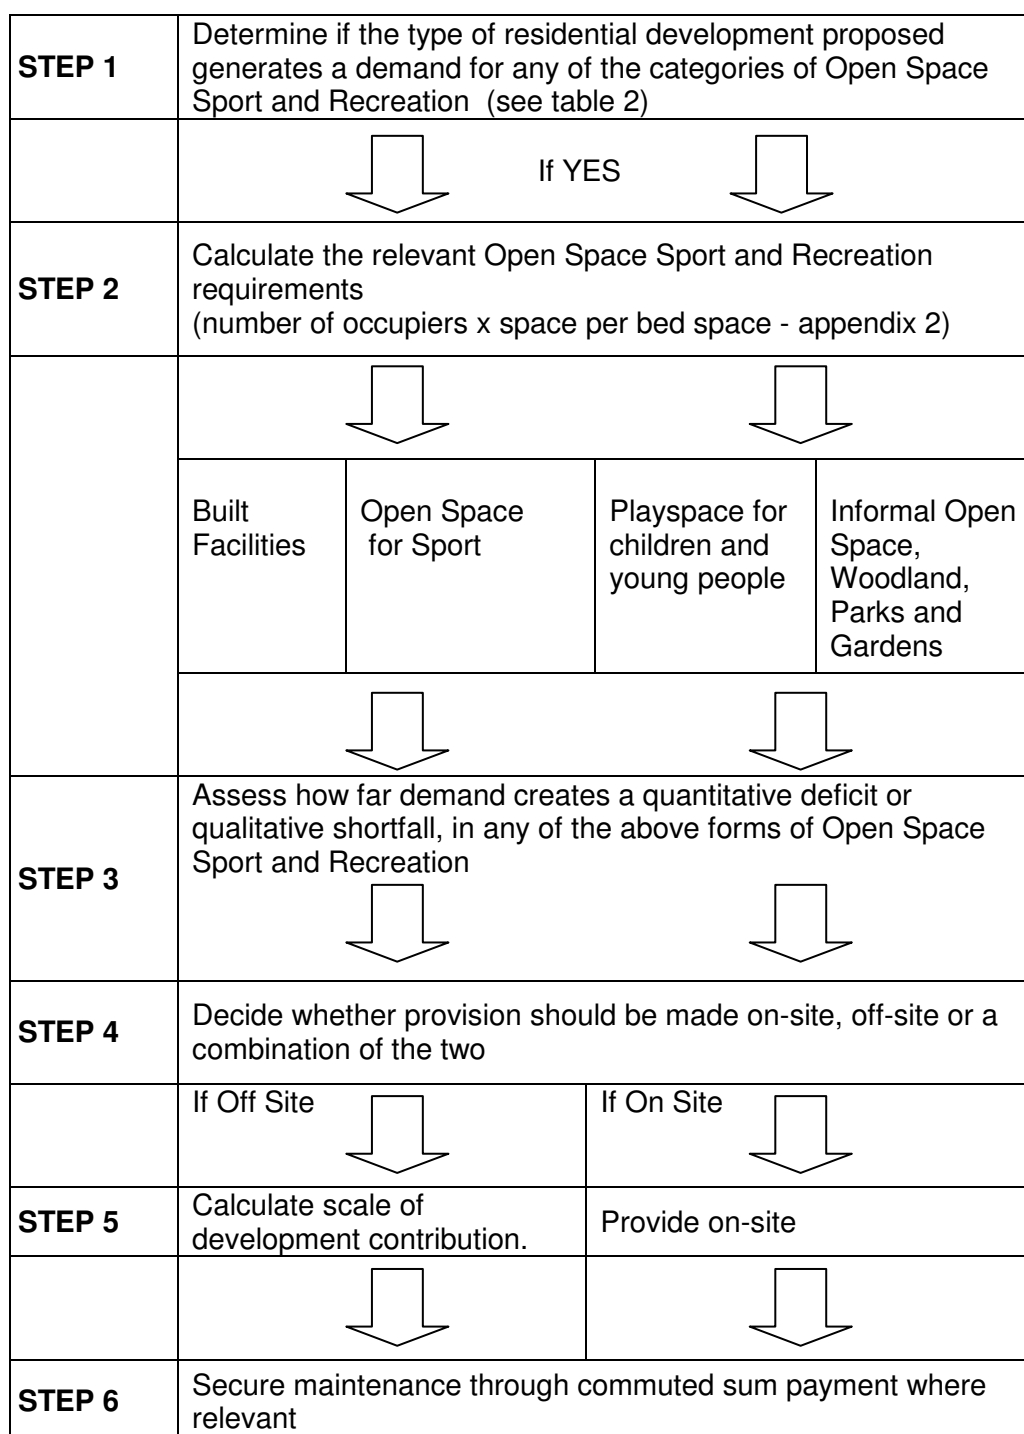 STEP 1
Determine if the type of residential development proposed
generates a demand for any of the categories of Open Space
Sport and Recreation (see table 2)
If YES
STEP 2
Calculate the relevant Open Space Sport and Recreation
requirements
(number of occupiers x space per bed space - appendix 2)
Built
Facilities
Open Space
for Sport
Playspace for
children and
young people
Informal Open
Space,
Woodland,
Parks and
Gardens
STEP 3
Assess how far demand creates a quantitative deficit or
qualitative shortfall, in any of the above forms of Open Space
Sport and Recreation
STEP 4
Decide whether provision should be made on-site, off-site or a
combination of the two
If Off Site
If On Site
STEP 5
Calculate scale of
development contribution.
Provide on-site
STEP 6
Secure maintenance through commuted sum payment where
relevant